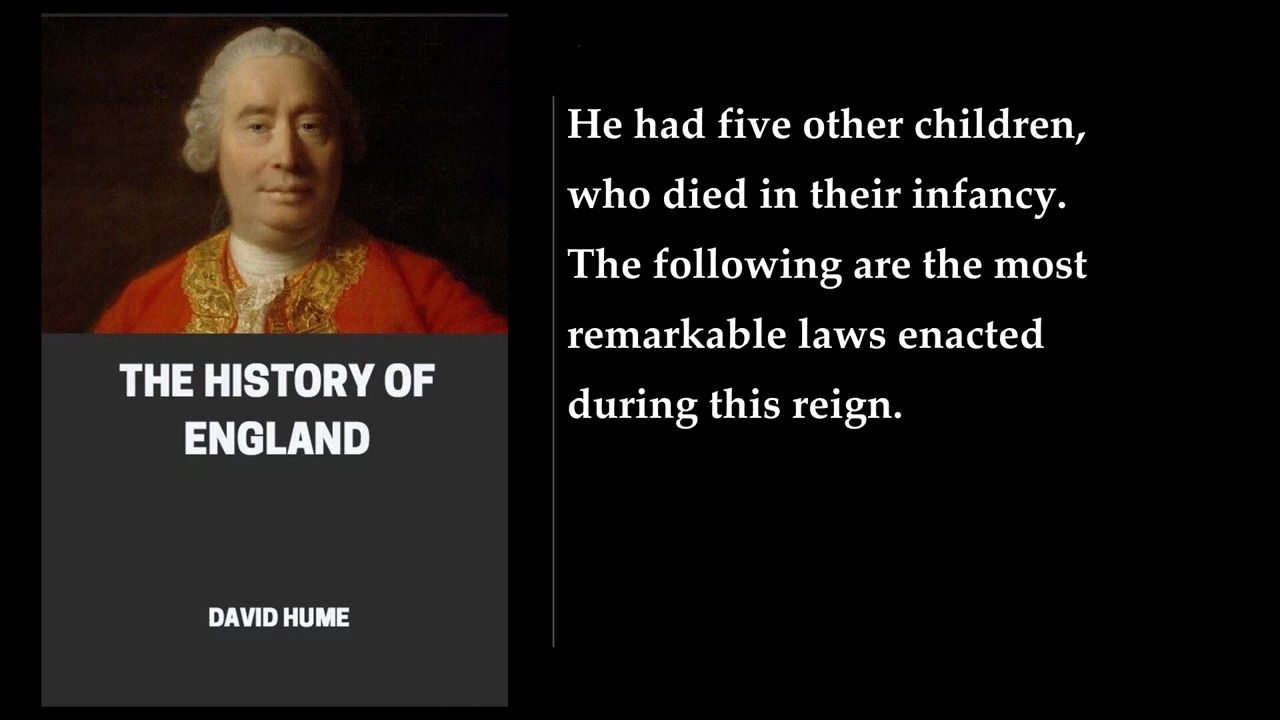 THE HISTORY OF
ENGLAND
DAVID HUME
He had five other children,
who died in their infancy.
The following are the most
remarkable laws enacted
during this reign.